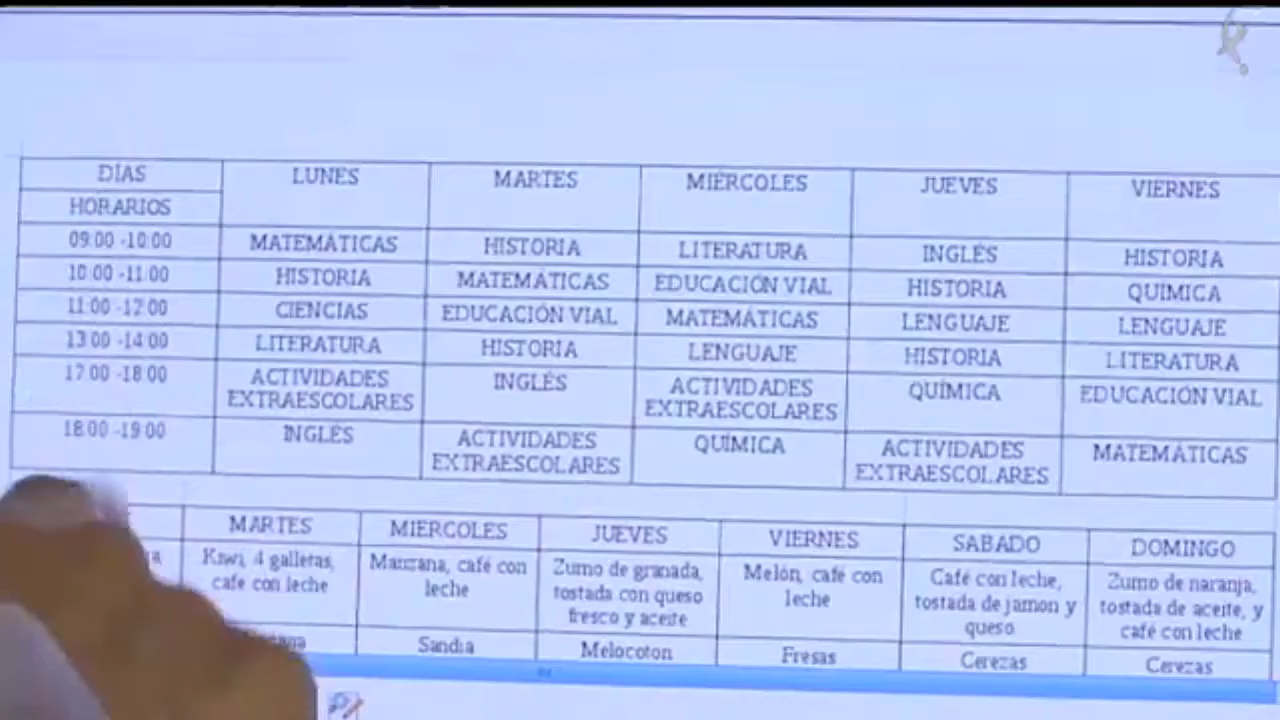 DÍAS LUNES MARTES MIÉRCOLES JUEVES VIERNES
HORARIOS
09:00 -10:00 MATEMÁTICAS HISTORIA LITERATURA INGLÉS HISTORIA
10:00 -11:00 HISTORIA MATEMÁTICAS EDUCACIÓN VIAL HISTORIA QUÍMICA
11:00 -12:00 CIENCIAS EDUCACIÓN VIAL MATEMÁTICAS LENGUAJE LENGUAJE
13:00 -14:00 LITERATURA HISTORIA LENGUAJE HISTORIA LITERATURA
17:00 -18:00 ACTIVIDADES INGLÉS ACTIVIDADES QUÍMICA EDUCACIÓN VIAL
EXTRAESCOLARES EXTRAESCOLARES
18:00 -19:00 INGLÉS ACTIVIDADES QUÍMICA ACTIVIDADES MATEMÁTICAS
EXTRAESCOLARES EXTRAESCOLARES
MARTES MIERCOLES JUEVES VIERNES SABADO DOMINGO
Kiwi, 4 galleras, Manzana, café con Zumo de granada, Melón, café con Café con leche, Zumo de naranja,
café con leche leche tostada con queso leche tostada de jamon y tostada de aceite, y
fresco y aceite queso café con leche
Sandia Melocoton Fresas Cerezas Cerezas